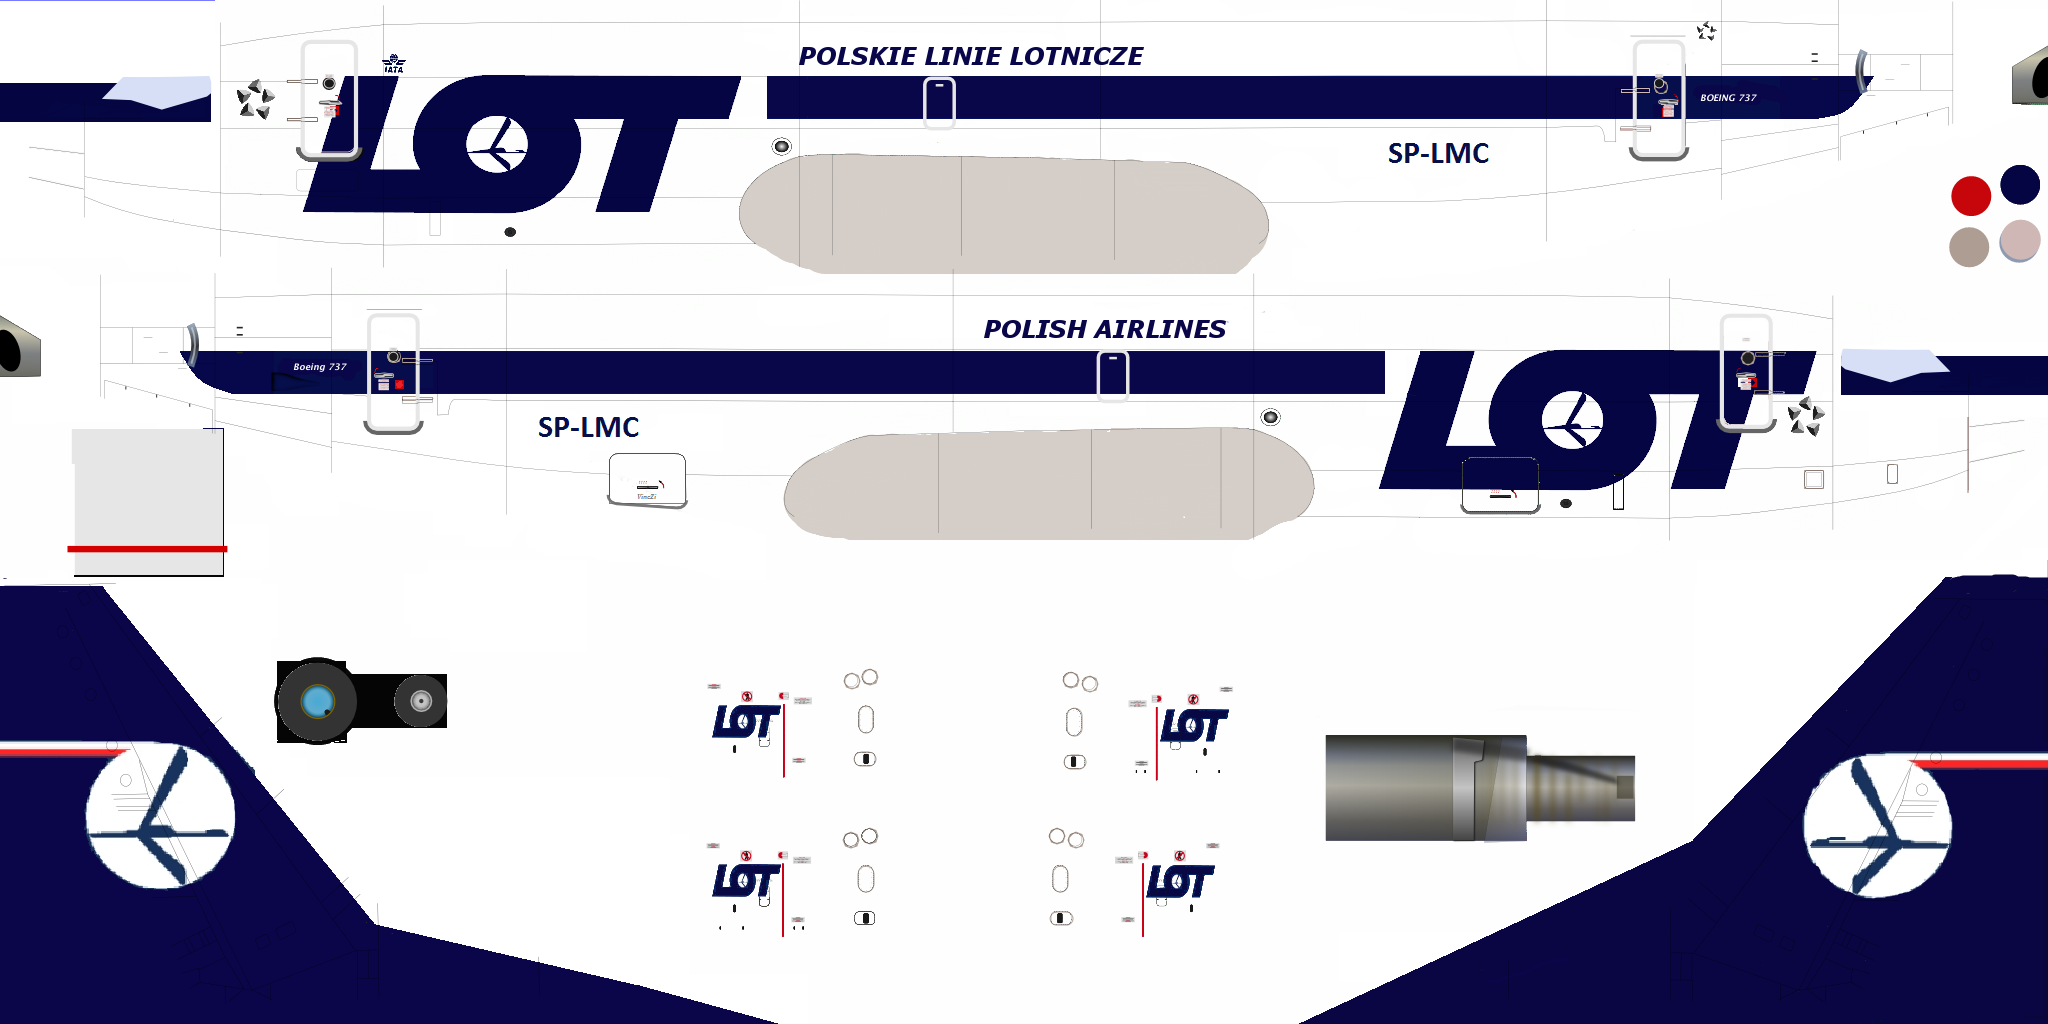 POLSKIE LINIE LOTNICZE
IATA
LOT
BOEING 737
SP-LMC
POLISH AIRLINES
Boeing 737
LOT
SP-LMC
VinzZi
LOT
LOT
LOT
LOT